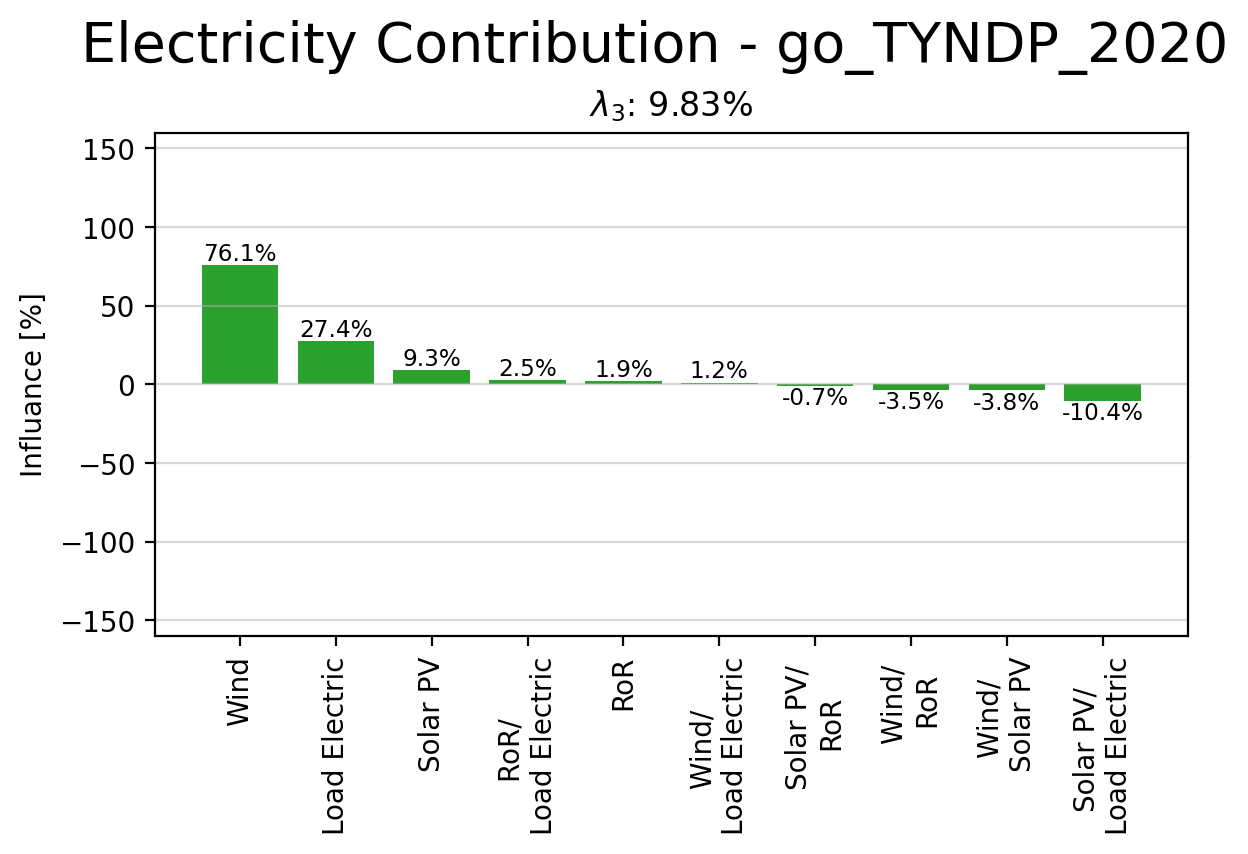 Electricity Contribution - go_TYNDP_2020
λ3: 9.83%
Influance [%]
150
100
50
0
−50
−100
−150
76.1%
27.4%
9.3%
2.5%
1.9%
1.2%
-0.7%
-3.5%
-3.8%
-10.4%
Wind
Load Electric
Solar PV
RoR/
Load Electric
RoR
Wind/
Load Electric
Solar PV/
RoR
Wind/
RoR
Wind/
Solar PV
Solar PV/
Load Electric